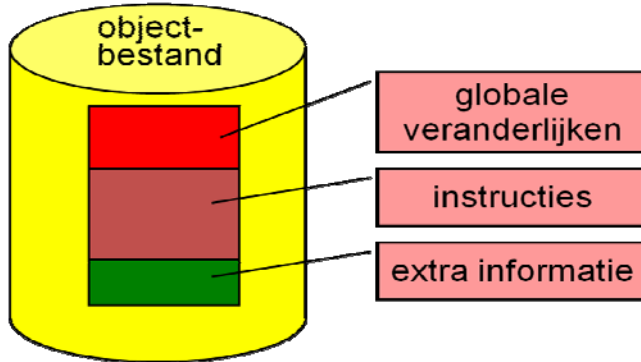 object-
bestand
globale
veranderlijken
instructies
extra informatie